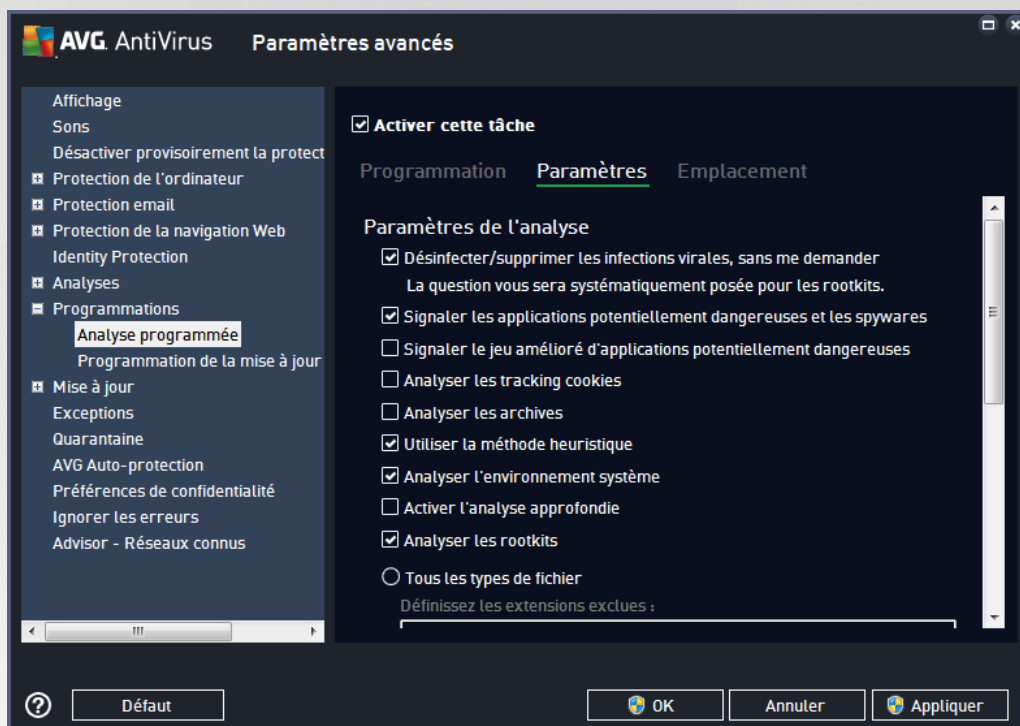 AVG. AntiVirus
Paramètres avancés
Affichage
Sons
Désactiver provisoirement la protect
Protection de l'ordinateur
Protection email
Protection de la navigation Web
Identity Protection
Analyses
Programmations
Analyse programmée
Programmation de la mise à jour
Mise à jour
Exceptions
Quarantaine
AVG Auto-protection
Préférences de confidentialité
Ignorer les erreurs
Advisor - Réseaux connus
Activer cette tâche
Programmation Paramètres Emplacement
Paramètres de l'analyse
Désinfecter/supprimer les infections virales, sans me demander
La question vous sera systématiquement posée pour les rootkits.
Signaler les applications potentiellement dangereuses et les spywares
Signaler le jeu amélioré d'applications potentiellement dangereuses
Analyser les tracking cookies
Analyser les archives
Utiliser la méthode heuristique
Analyser l'environnement système
Activer l'analyse approfondie
Analyser les rootkits
Tous les types de fichier
Définissez les extensions exclues :
? Défaut OK Annuler Appliquer